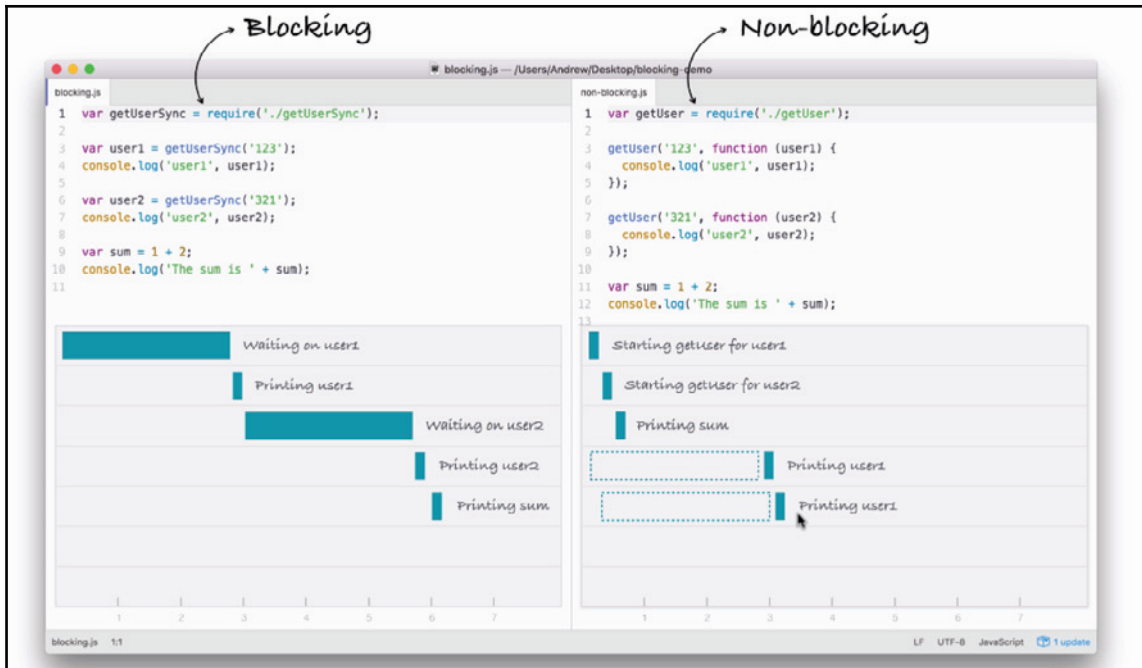 Blocking
Non-blocking
blocking.js — /Users/Andrew/Desktop/blocking-demo
blocking.js
1 var getUserSync = require('./getUserSync');
2
3 var user1 = getUserSync('123');
4 console.log('user1', user1);
5
6 var user2 = getUserSync('321');
7 console.log('user2', user2);
8
9 var sum = 1 + 2;
10 console.log('The sum is ' + sum);
11
Waiting on user1
Printing user1
Waiting on user2
Printing user2
Printing sum
1 2 3 4 5 6 7
non-blocking.js
1 var getUser = require('./getUser');
2
3 getUser('123', function (user1) {
4 console.log('user1', user1);
5 });
6
7 getUser('321', function (user2) {
8 console.log('user2', user2);
9 });
10
11 var sum = 1 + 2;
12 console.log('The sum is ' + sum);
13
Starting getUser for user1
Starting getUser for user2
Printing sum
Printing user1
Printing user1
1 2 3 4 5 6 7
blocking.js 1:1
LF UTF-8 JavaScript 1 update